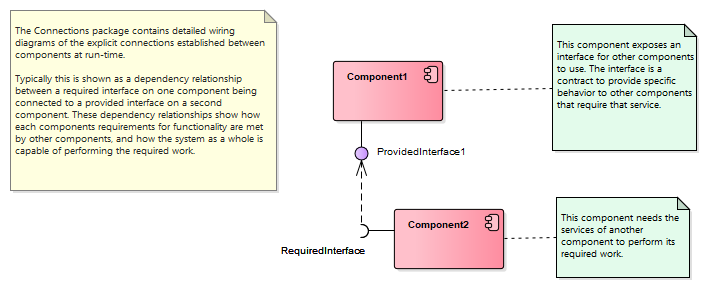 The Connections package contains detailed wiring
diagrams of the explicit connections established between
components at run-time.
Typically this is shown as a dependency relationship
between a required interface on one component being
connected to a provided interface on a second
component. These dependency relationships show how
each components requirements for functionality are met
by other components, and how the system as a whole is
capable of performing the required work.
Component1
This component exposes an
interface for other components
to use. The interface is a
contract to provide specific
behavior to other components
that require that service.
ProvidedInterface1
Component2
RequiredInterface
This component needs the
services of another
component to perform its
required work.